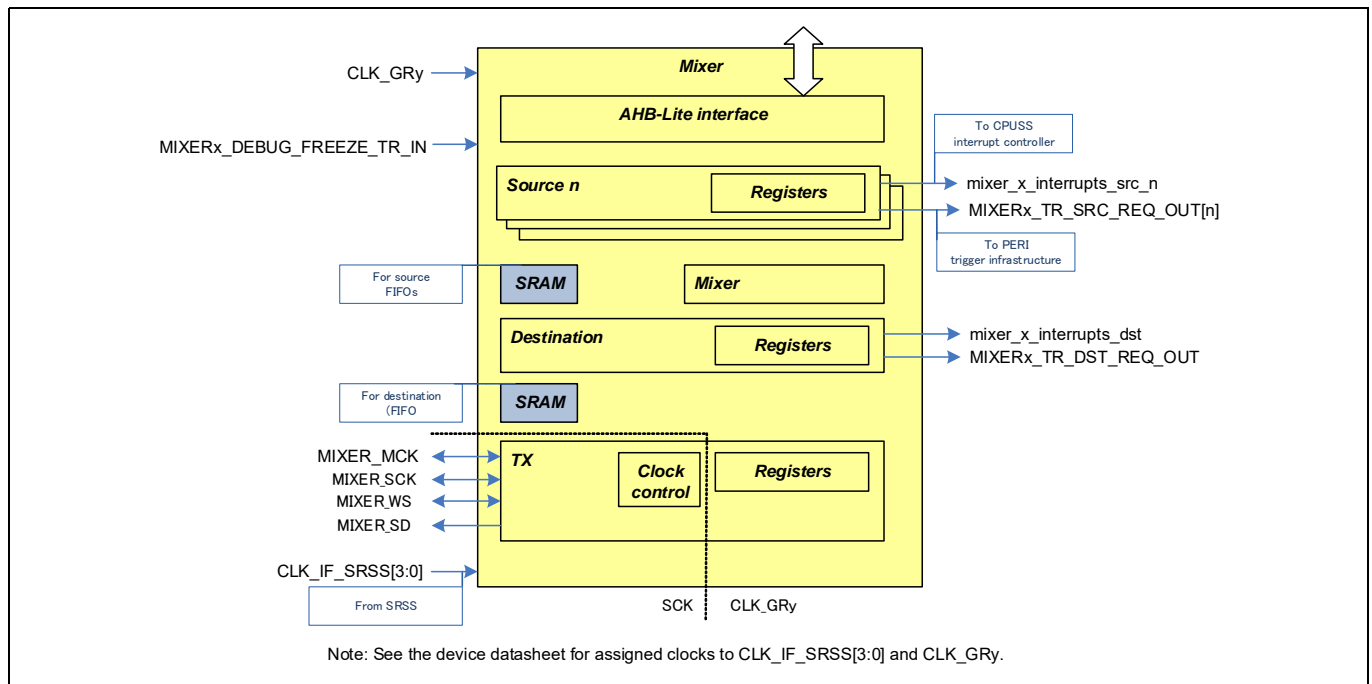 Mixer
CLK_GRy
AHB-Lite interface
To CPUSS
interrupt controller
MIXERx_DEBUG_FREEZE_TR_IN
Source n
Registers
mixer_x_interrupts_src_n
MIXERx_TR_SRC_REQ_OUT[n]
To PERI
trigger infrastructure
For source
FIFOs
SRAM
Mixer
Destination
Registers
mixer_x_interrupts_dst
MIXERx_TR_DST_REQ_OUT
For destination
(FIFO
SRAM
MIXER_MCK
MIXER_SCK
MIXER_WS
MIXER_SD
TX
Clock
control
Registers
CLK_IF_SRSS[3:0]
From SRSS
SCK
CLK_GRy
Note: See the device datasheet for assigned clocks to CLK_IF_SRSS[3:0] and CLK_GRy.